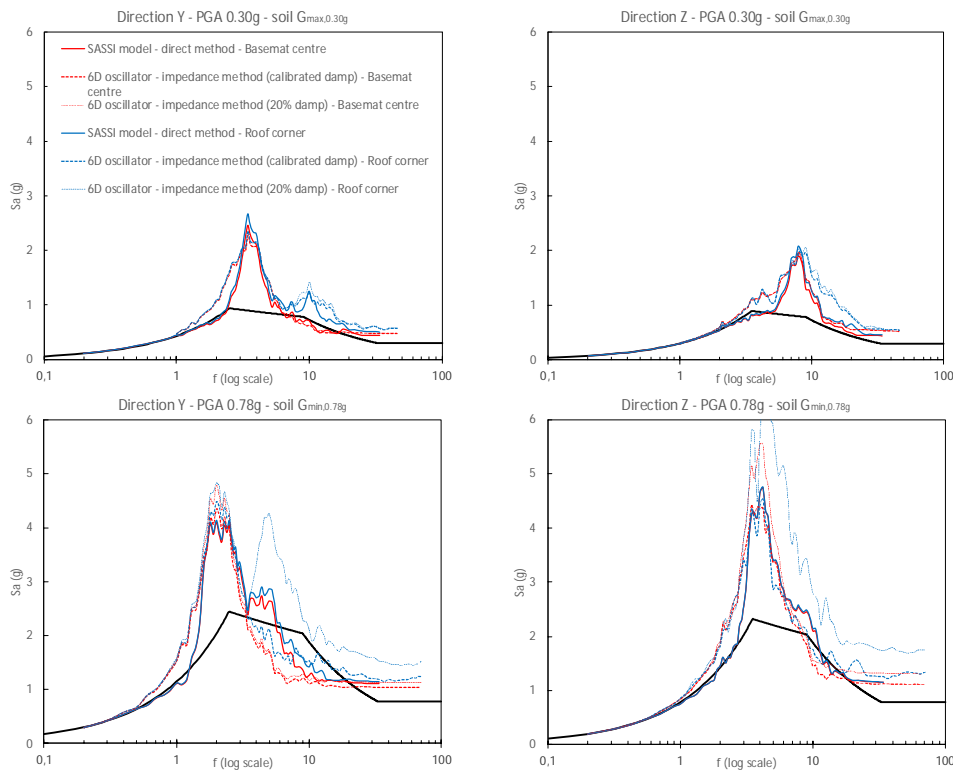 Direction Y - PGA 0.30g - soil Gmax,0.30g
6
5
4
3
2
1
0
Sa (g)
SASSI model - direct method - Basemat centre
6D oscillator - impedance method (calibrated damp) - Basemat
centre
6D oscillator - impedance method (20% damp) - Basemat centre
SASSI model - direct method - Roof corner
6D oscillator - impedance method (calibrated damp) - Roof corner
6D oscillator - impedance method (20% damp) - Roof corner
0,1 1 10 100
f (log scale)
Direction Z - PGA 0.30g - soil Gmax,0.30g
6
5
4
3
2
1
0
Sa (g)
0,1 1 10 100
f (log scale)
Direction Y - PGA 0.78g - soil Gmin,0.78g
6
5
4
3
2
1
0
Sa (g)
0,1 1 10 100
f (log scale)
Direction Z - PGA 0.78g - soil Gmin,0.78g
6
5
4
3
2
1
0
Sa (g)
0,1 1 10 100
f (log scale)